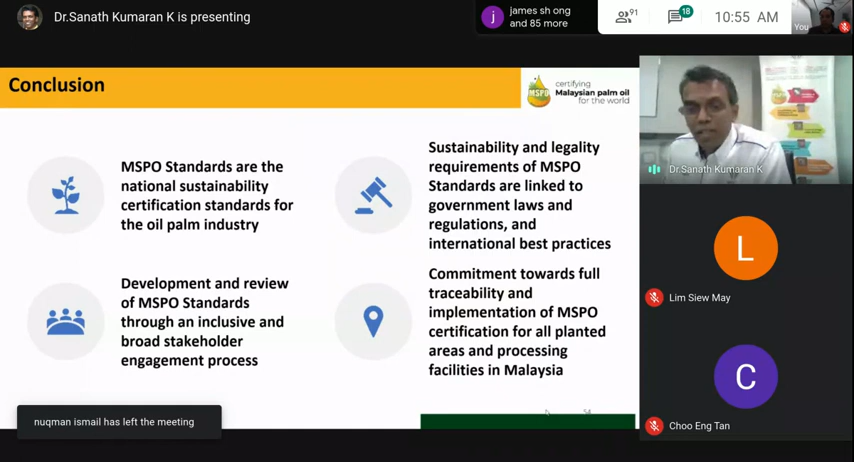 Dr.Sanath Kumaran K is presenting
j
james sh ong
and 85 more
91
18
10:55 AM
You
Conclusion
MSPO
certifying
Malaysian palm oil
for the world
MSPO Standards are the
national sustainability
certification standards for
the oil palm industry
Sustainability and legality
requirements of MSPO
Standards are linked to
government laws and
regulations, and
international best practices
Development and review
of MSPO Standards
through an inclusive and
broad stakeholder
engagement process
Commitment towards full
traceability and
implementation of MSPO
certification for all planted
areas and processing
facilities in Malaysia
Dr.Sanath Kumaran K
L
Lim Siew May
C
Choo Eng Tan
nuqman ismail has left the meeting